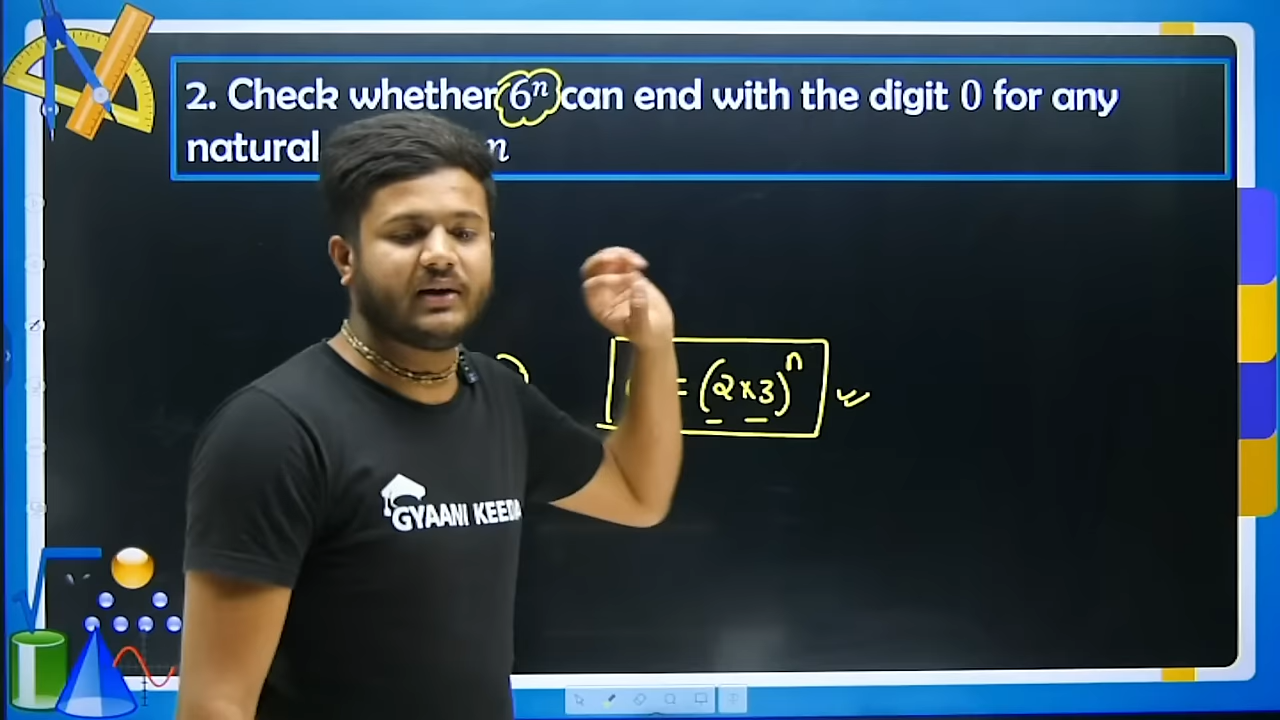 2. Check whether 6ⁿ can end with the digit 0 for any
natural n
= (2 x 3)ⁿ
GYAANI KEEDA